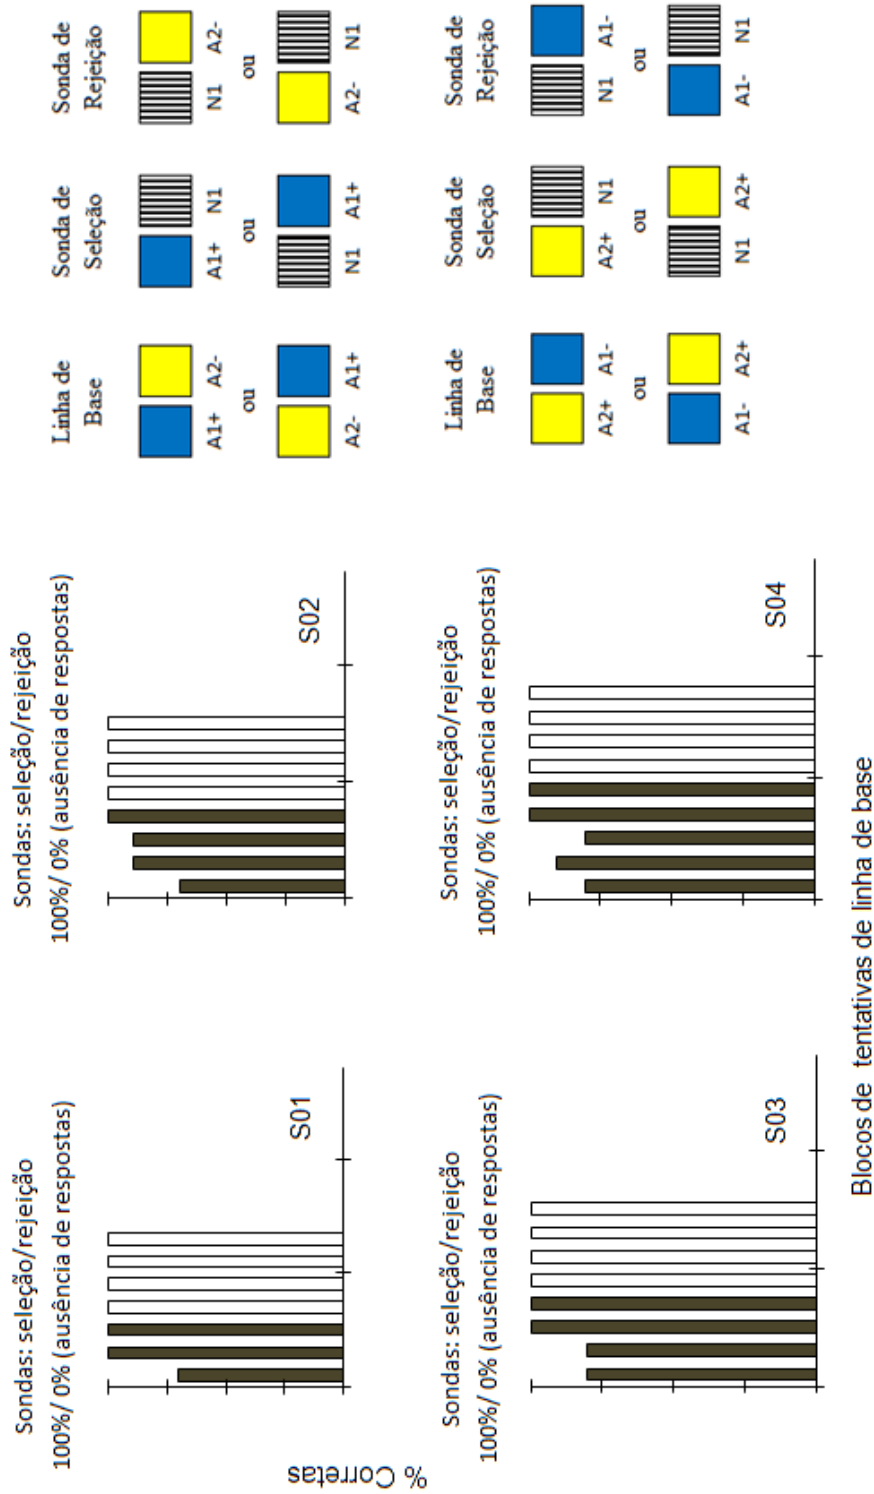 Sondas: seleção/rejeição
100%/ 0% (ausência de respostas)
S01
Sondas: seleção/rejeição
100%/ 0% (ausência de respostas)
S02
Linha de
Base
A1+ A2-
ou
A2- A1+
Sonda de
Seleção
A1+ N1
ou
N1 A1+
Sonda de
Rejeição
N1 A2-
ou
A2- N1
% Corretas
Sondas: seleção/rejeição
100%/ 0% (ausência de respostas)
S03
Sondas: seleção/rejeição
100%/ 0% (ausência de respostas)
S04
Linha de
Base
A2+ A1-
ou
A1- A2+
Sonda de
Seleção
A2+ N1
ou
N1 A2+
Sonda de
Rejeição
N1 A1-
ou
A1- N1
Blocos de tentativas de linha de base